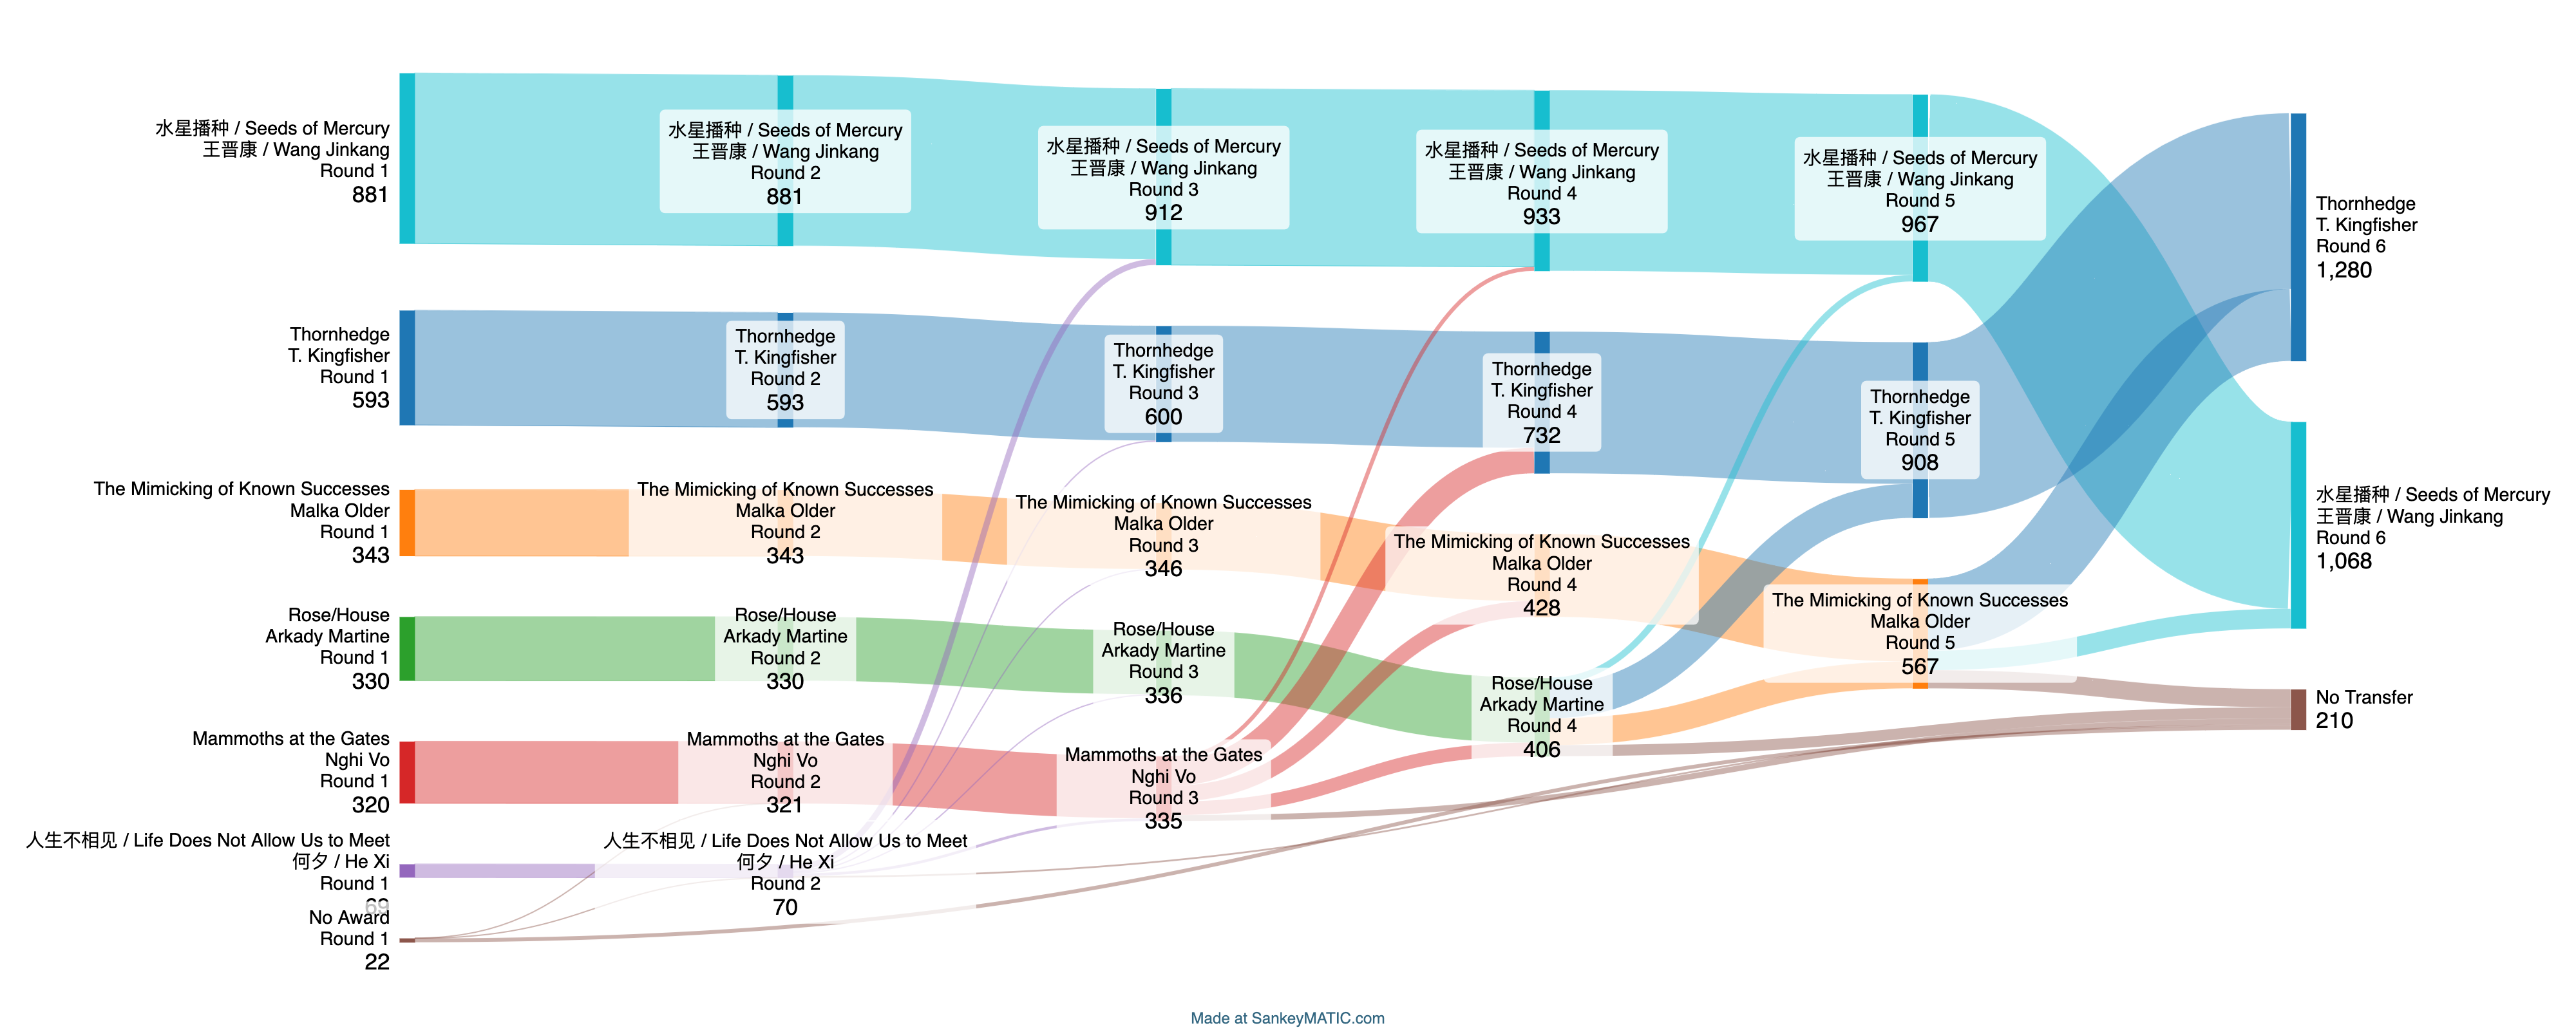 水星播种 / Seeds of Mercury
王晋康 / Wang Jinkang
Round 1
881
Thornhedge
T. Kingfisher
Round 1
593
The Mimicking of Known Successes
Malka Older
Round 1
343
Rose/House
Arkady Martine
Round 1
330
Mammoths at the Gates
Nghi Vo
Round 1
320
人生不相见 / Life Does Not Allow Us to Meet
何夕 / He Xi
Round 1
69
No Award
Round 1
22
水星播种 / Seeds of Mercury
王晋康 / Wang Jinkang
Round 2
881
Thornhedge
T. Kingfisher
Round 2
593
The Mimicking of Known Successes
Malka Older
Round 2
343
Rose/House
Arkady Martine
Round 2
330
Mammoths at the Gates
Nghi Vo
Round 2
321
人生不相见 / Life Does Not Allow Us to Meet
何夕 / He Xi
Round 2
70
水星播种 / Seeds of Mercury
王晋康 / Wang Jinkang
Round 3
912
Thornhedge
T. Kingfisher
Round 3
600
The Mimicking of Known Successes
Malka Older
Round 3
346
Rose/House
Arkady Martine
Round 3
336
Mammoths at the Gates
Nghi Vo
Round 3
335
水星播种 / Seeds of Mercury
王晋康 / Wang Jinkang
Round 4
933
Thornhedge
T. Kingfisher
Round 4
732
The Mimicking of Known Successes
Malka Older
Round 4
428
Rose/House
Arkady Martine
Round 4
406
水星播种 / Seeds of Mercury
王晋康 / Wang Jinkang
Round 5
967
Thornhedge
T. Kingfisher
Round 5
908
The Mimicking of Known Successes
Malka Older
Round 5
567
Thornhedge
T. Kingfisher
Round 6
1,280
水星播种 / Seeds of Mercury
王晋康 / Wang Jinkang
Round 6
1,068
No Transfer
210
Made at SankeyMATIC.com